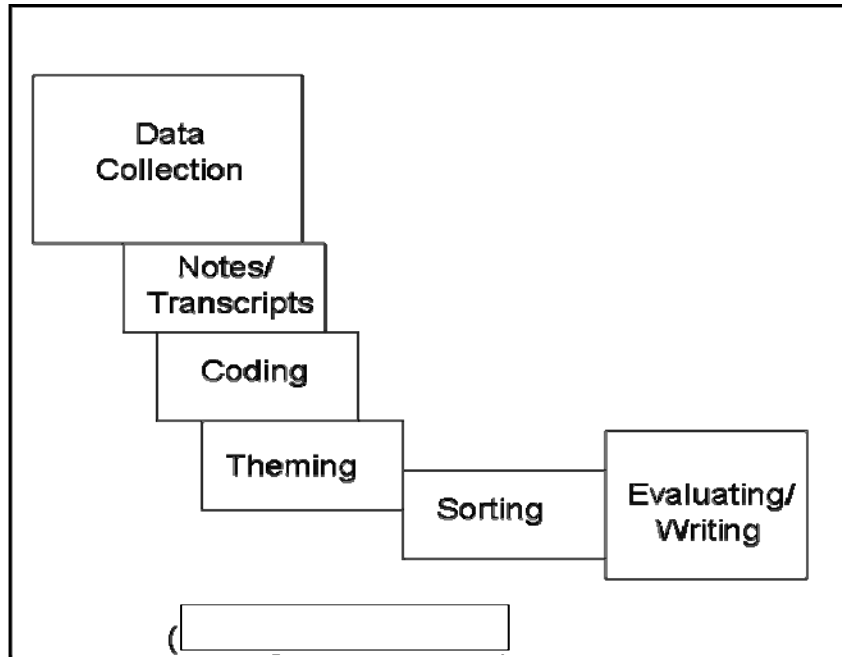 Data
Collection
Notes/
Transcripts
Coding
Theming
Sorting
Evaluating/
Writing
(